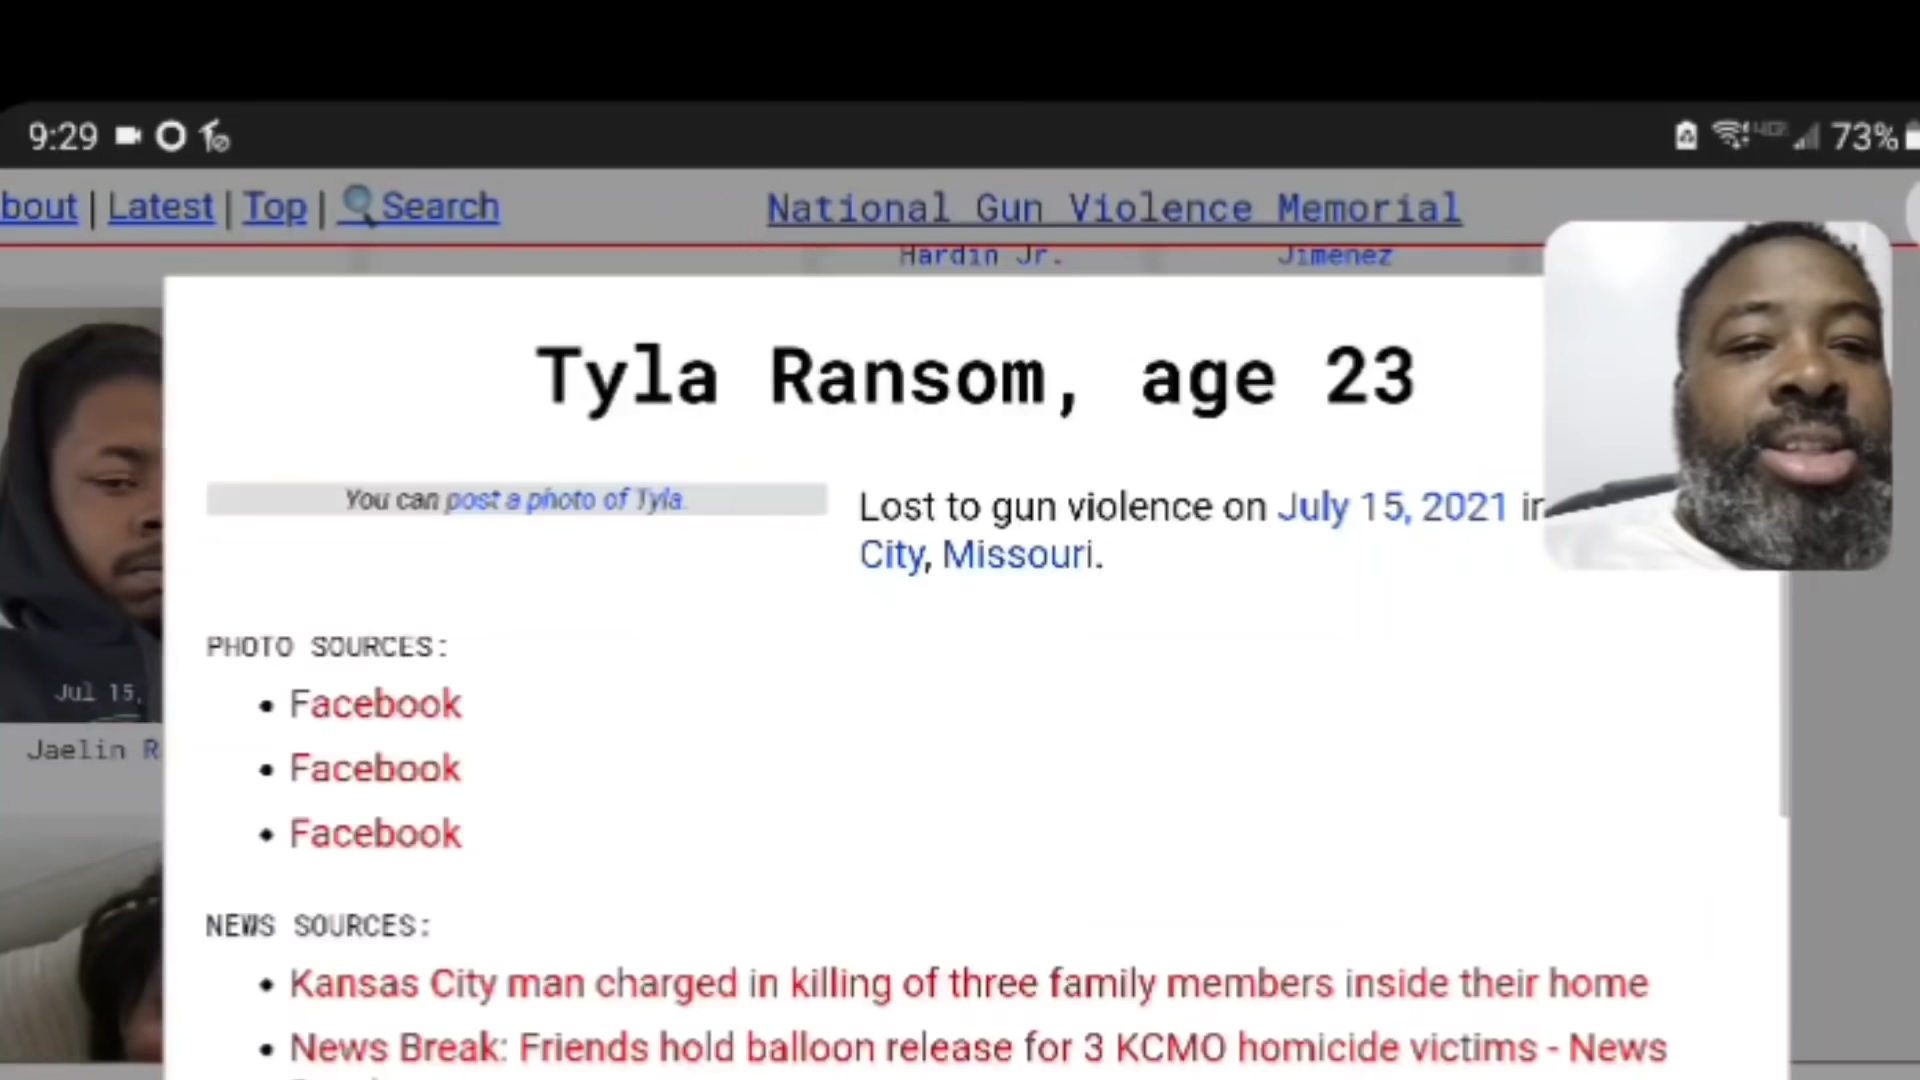 9:29 73%
bout | Latest | Top | Search National Gun Violence Memorial
Hardin Jr. Jimenez
Tyla Ransom, age 23
You can post a photo of Tyla.
Lost to gun violence on July 15, 2021 in
City, Missouri.
PHOTO SOURCES:
• Facebook
• Facebook
• Facebook
Jul 15,
Jaelin R
NEWS SOURCES:
• Kansas City man charged in killing of three family members inside their home
• News Break: Friends hold balloon release for 3 KCMO homicide victims - News